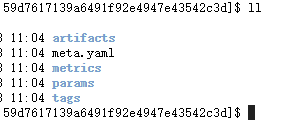 59d7617139a6491f92e4947e43542c3d]$ ll
3 11:04 artifacts
3 11:04 meta.yaml
3 11:04 metrics
3 11:04 params
3 11:04 tags
59d7617139a6491f92e4947e43542c3d]$